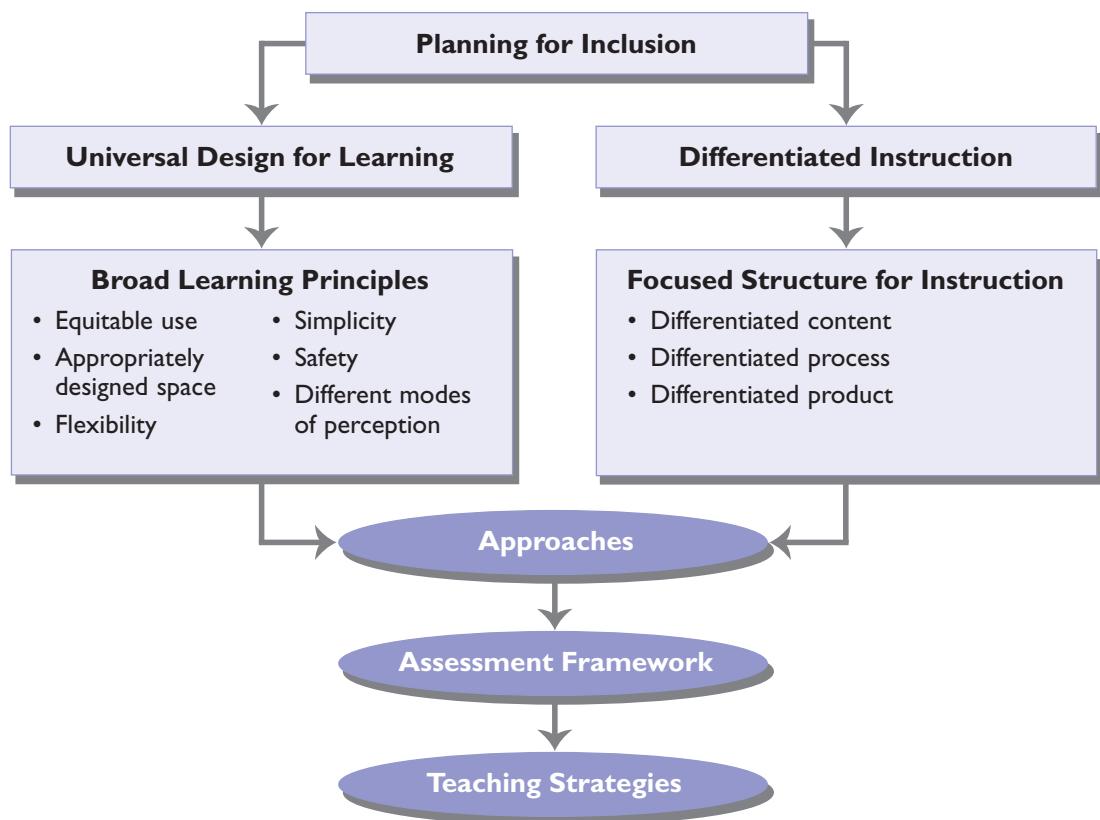 Planning for Inclusion
Universal Design for Learning
Differentiated Instruction
Broad Learning Principles
• Equitable use
• Appropriately
designed space
• Flexibility
• Simplicity
• Safety
• Different modes
of perception
Focused Structure for Instruction
• Differentiated content
• Differentiated process
• Differentiated product
Approaches
Assessment Framework
Teaching Strategies